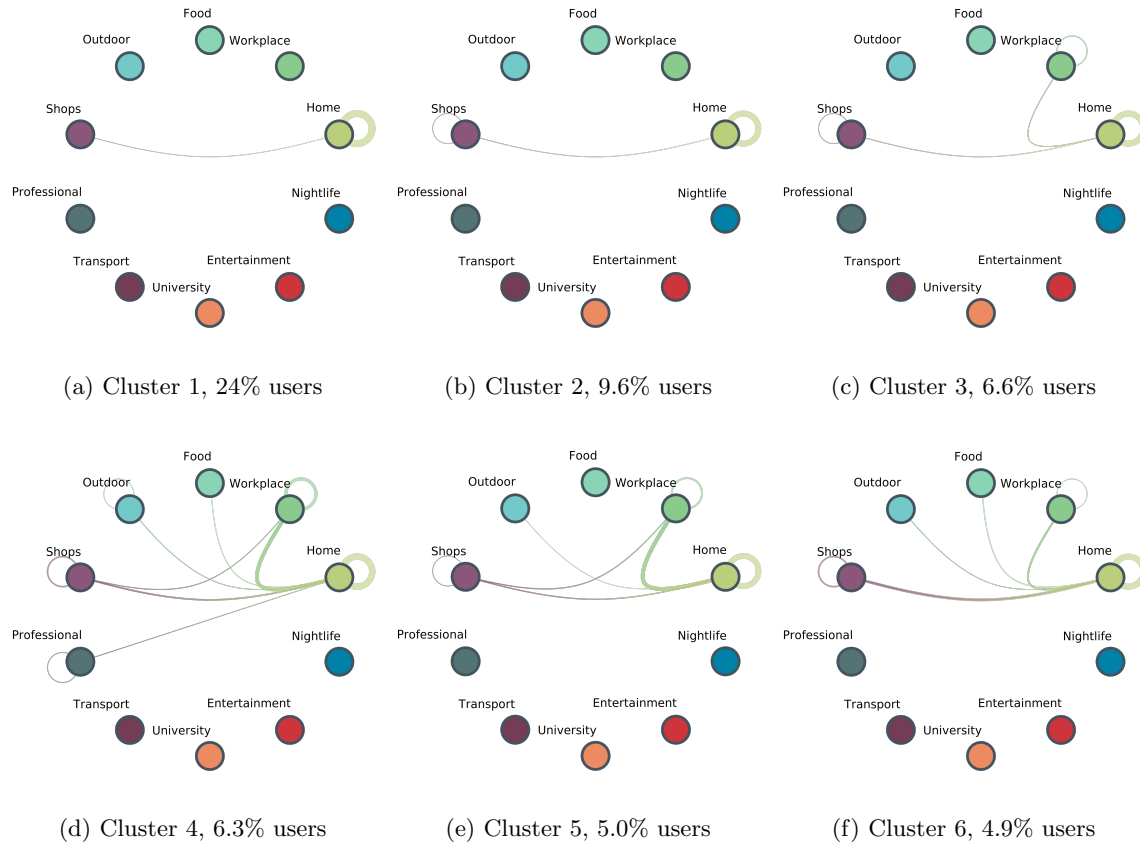 Food
Outdoor
Workplace
Shops
Home
Professional
Nightlife
Transport
Entertainment
University
(a) Cluster 1, 24% users
Food
Outdoor
Workplace
Shops
Home
Professional
Nightlife
Transport
Entertainment
University
(b) Cluster 2, 9.6% users
Food
Outdoor
Workplace
Shops
Home
Professional
Nightlife
Transport
Entertainment
University
(c) Cluster 3, 6.6% users
Food
Outdoor
Workplace
Shops
Home
Professional
Nightlife
Transport
Entertainment
University
(d) Cluster 4, 6.3% users
Food
Outdoor
Workplace
Shops
Home
Professional
Nightlife
Transport
Entertainment
University
(e) Cluster 5, 5.0% users
Food
Outdoor
Workplace
Shops
Home
Professional
Nightlife
Transport
Entertainment
University
(f) Cluster 6, 4.9% users